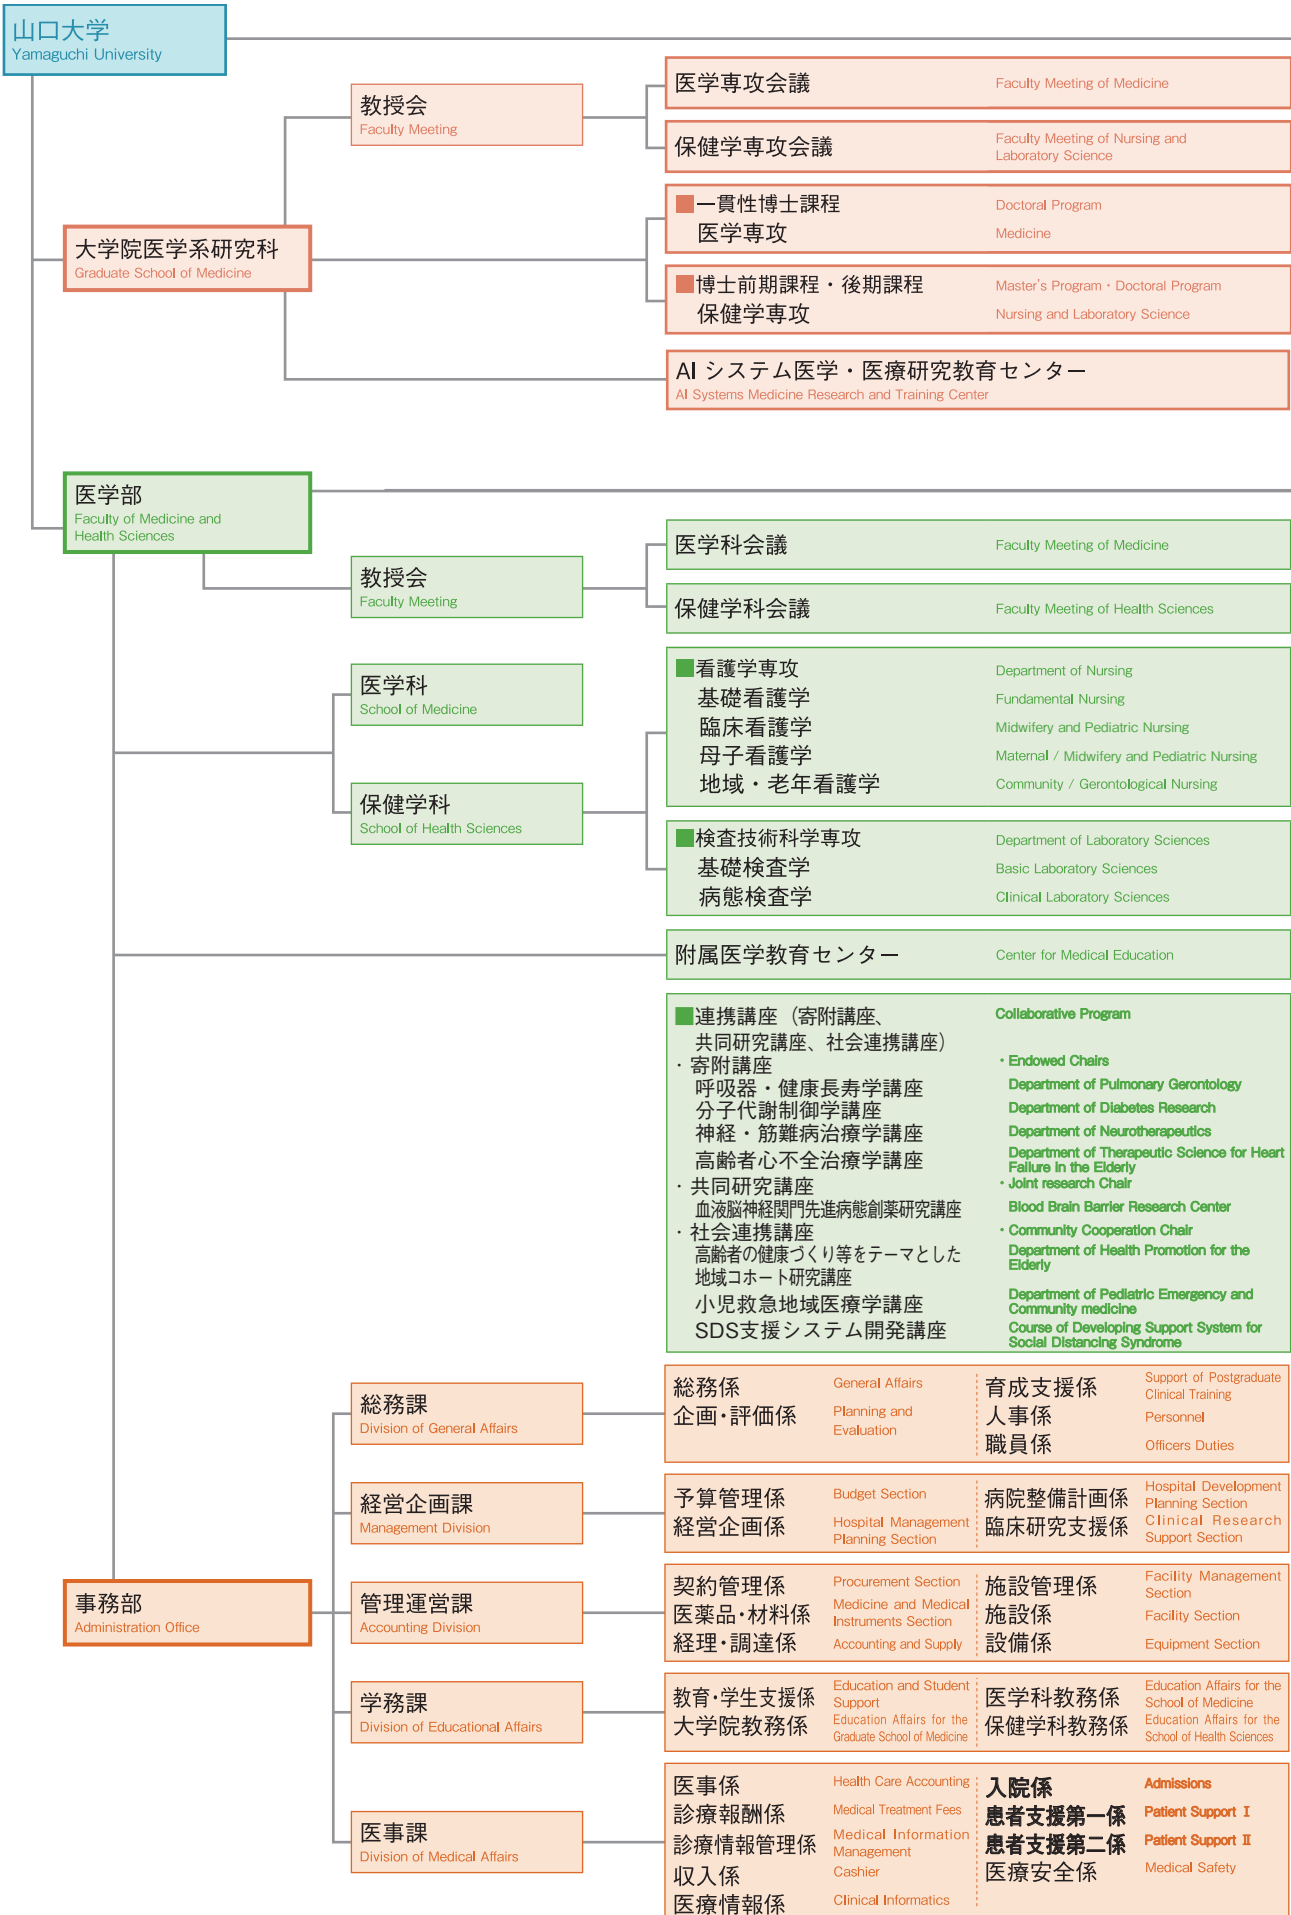 山口大学
Yamaguchi University
教授会
Faculty Meeting
医学専攻会議
Faculty Meeting of Medicine
保健学専攻会議
Faculty Meeting of Nursing and
Laboratory Science
大学院医学系研究科
Graduate School of Medicine
■一貫性博士課程
Doctoral Program
医学専攻
Medicine
■博士前期課程・後期課程
Master's Program・Doctoral Program
保健学専攻
Nursing and Laboratory Science
AI システム医学・医療研究教育センター
AI Systems Medicine Research and Training Center
医学部
Faculty of Medicine and
Health Sciences
教授会
Faculty Meeting
医学科会議
Faculty Meeting of Medicine
保健学科会議
Faculty Meeting of Health Sciences
医学科
School of Medicine
保健学科
School of Health Sciences
■看護学専攻
Department of Nursing
基礎看護学
Fundamental Nursing
臨床看護学
Midwifery and Pediatric Nursing
母子看護学
Maternal / Midwifery and Pediatric Nursing
地域・老年看護学
Community / Gerontological Nursing
■検査技術科学専攻
Department of Laboratory Sciences
基礎検査学
Basic Laboratory Sciences
病態検査学
Clinical Laboratory Sciences
附属医学教育センター
Center for Medical Education
■連携講座（寄附講座、
共同研究講座、社会連携講座）
Collaborative Program
・寄附講座
・Endowed Chairs
呼吸器・健康長寿学講座
Department of Pulmonary Gerontology
分子代謝制御学講座
Department of Diabetes Research
神経・筋難病治療学講座
Department of Neurotherapeutics
高齢者心不全治療学講座
Department of Therapeutic Science for Heart
Failure in the Elderly
・共同研究講座
・Joint research Chair
血液脳神経関門先進病態創薬研究講座
Blood Brain Barrier Research Center
・社会連携講座
・Community Cooperation Chair
高齢者の健康づくり等をテーマとした
地域コホート研究講座
Department of Health Promotion for the
Elderly
小児救急地域医療学講座
Department of Pediatric Emergency and
Community medicine
SDS支援システム開発講座
Course of Developing Support System for
Social Distancing Syndrome
事務部
Administration Office
総務課
Division of General Affairs
総務係
General Affairs
企画・評価係
Planning and
Evaluation
育成支援係
Support of Postgraduate
Clinical Training
人事係
Personnel
職員係
Officers Duties
経営企画課
Management Division
予算管理係
Budget Section
経営企画係
Hospital Management
Planning Section
病院整備計画係
Hospital Development
Planning Section
臨床研究支援係
Clinical Research
Support Section
管理運営課
Accounting Division
契約管理係
Procurement Section
医薬品・材料係
Medicine and Medical
Instruments Section
経理・調達係
Accounting and Supply
施設管理係
Facility Management
Section
施設係
Facility Section
設備係
Equipment Section
学務課
Division of Educational Affairs
教育・学生支援係
Education and Student
Support
大学院教務係
Education Affairs for the
Graduate School of Medicine
医学科教務係
Education Affairs for the
School of Medicine
保健学科教務係
Education Affairs for the
School of Health Sciences
医事課
Division of Medical Affairs
医事係
Health Care Accounting
診療報酬係
Medical Treatment Fees
診療情報管理係
Medical Information
Management
収入係
Cashier
医療情報係
Clinical Informatics
入院係
Admissions
患者支援第一係
Patient Support Ⅰ
患者支援第二係
Patient Support Ⅱ
医療安全係
Medical Safety